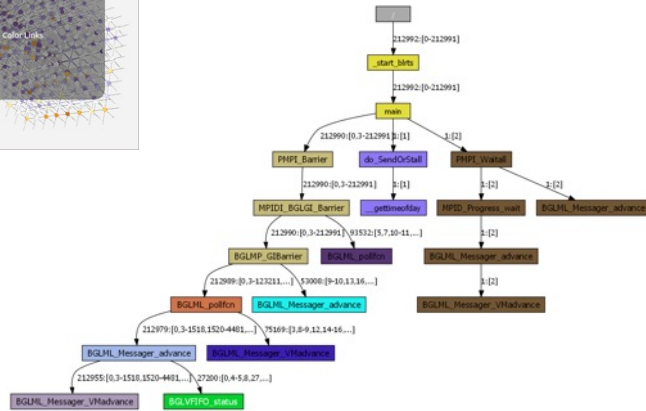 Color Links
/
212992:[0-212991]
_start_blrts
212992:[0-212991]
main
212990:[0,3-212991] 1:[1] 1:[2]
PMPI_Barrier do_SendOrStall PMPI_Waitall
212990:[0,3-212991] 1:[1] 1:[2] 1:[2]
MPIDI_BGLGI_Barrier __gettimeofday MPID_Progress_wait BGLML_Messager_advance
212990:[0,3-212991] 93532:[5,7,10-11,...] 1:[2]
BGLMP_GIBarrier BGLML_pollfcn BGLML_Messager_advance
212989:[0,3-123211,...] 53008:[9-10,13,16,...] 1:[2]
BGLML_pollfcn BGLML_Messager_advance BGLML_Messager_VMadvance
212979:[0,3-1518,1520-4481,...] 75169:[3,8-9,12,14-16,...]
BGLML_Messager_advance BGLML_Messager_VMadvance
212955:[0,3-1518,1520-4481,...] 27200:[0,4-5,8,27,...]
BGLML_Messager_VMadvance BGLVFIFO_status